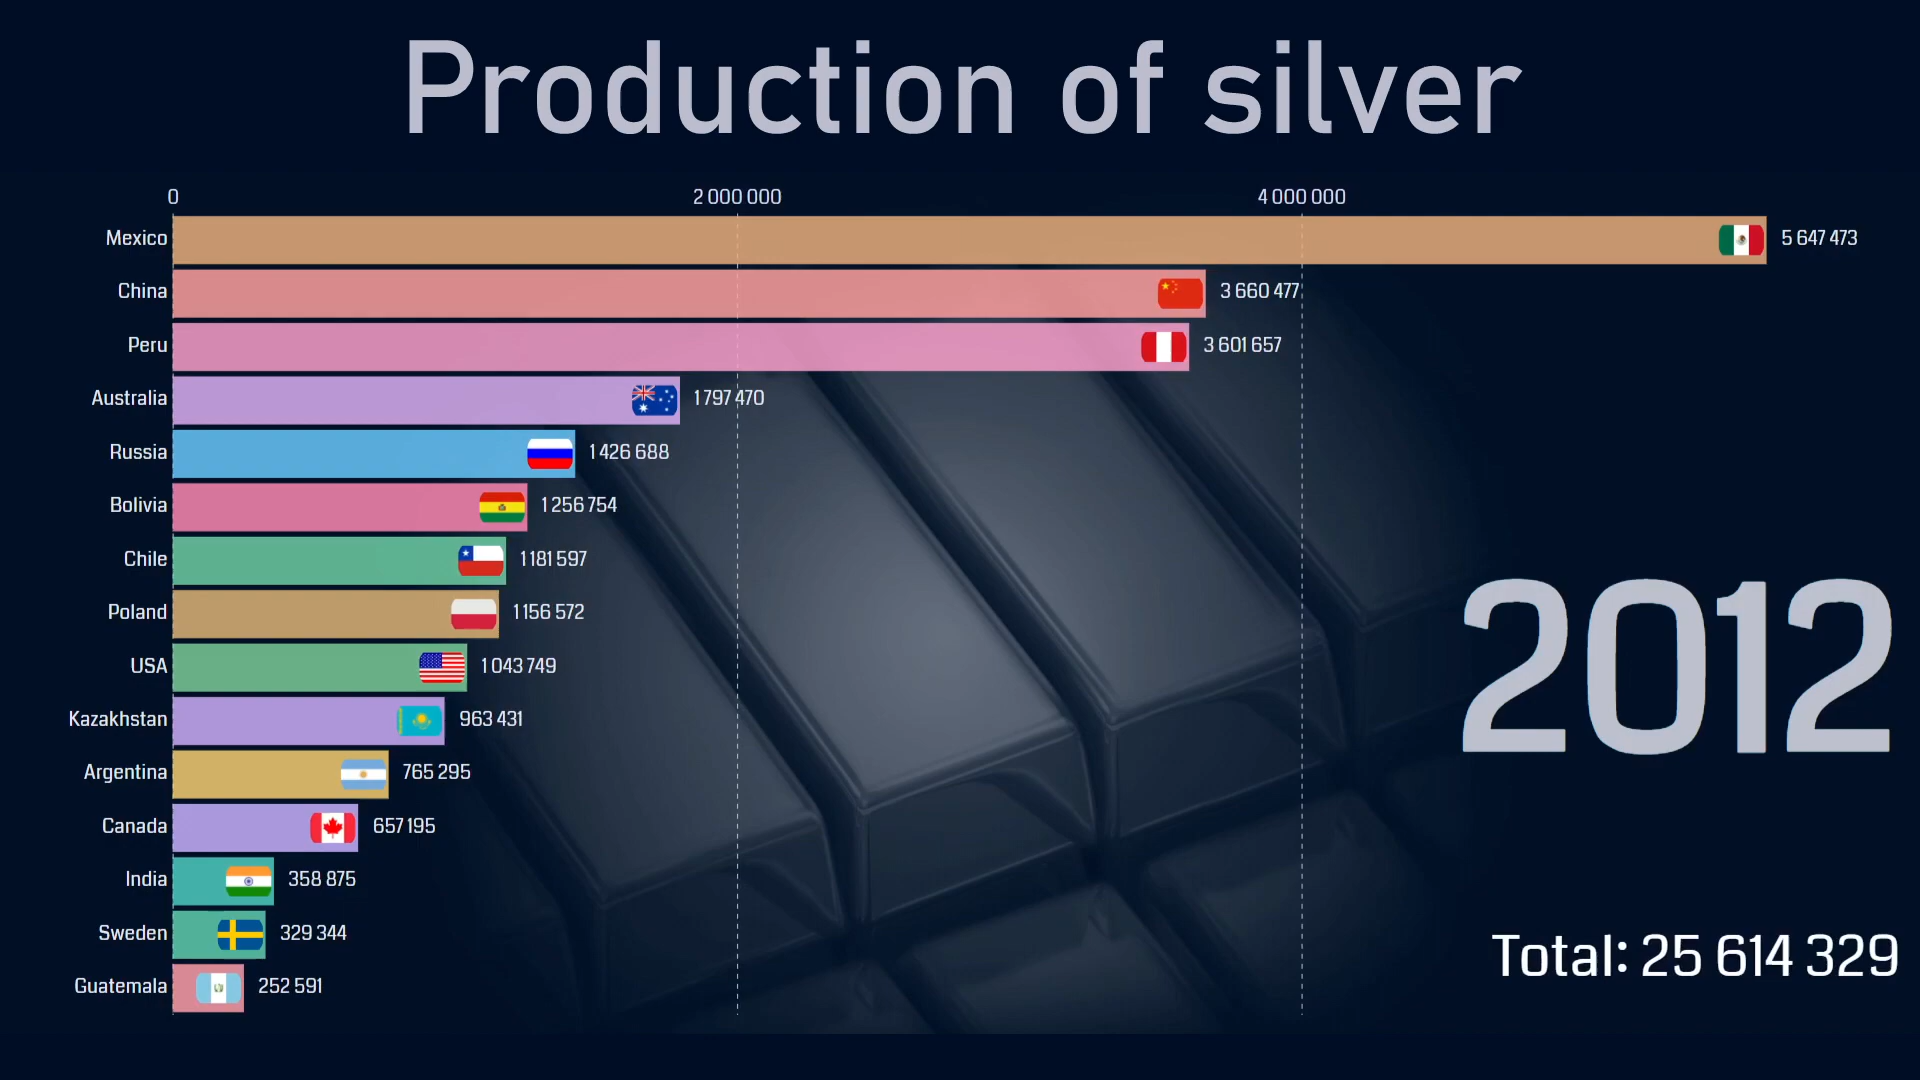 Production of silver
0 2 000 000 4 000 000
Mexico 5 647 473
China 3 660 477
Peru 3 601 657
Australia 1 797 470
Russia 1 426 688
Bolivia 1 256 754
Chile 1 181 597
Poland 1 156 572
USA 1 043 749
Kazakhstan 963 431
Argentina 765 295
Canada 657 195
India 358 875
Sweden 329 344
Guatemala 252 591
2012
Total: 25 614 329